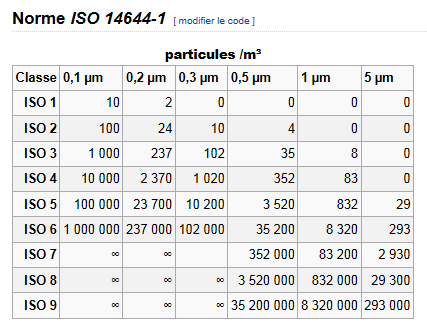 Norme ISO 14644-1 [ modifier le code ]
particules /m³
Classe 0,1 µm 0,2 µm 0,3 µm 0,5 µm 1 µm 5 µm
ISO 1 10 2 0 0 0 0
ISO 2 100 24 10 4 0 0
ISO 3 1 000 237 102 35 8 0
ISO 4 10 000 2 370 1 020 352 83 0
ISO 5 100 000 23 700 10 200 3 520 832 29
ISO 6 1 000 000 237 000 102 000 35 200 8 320 293
ISO 7 ∞ ∞ 352 000 83 200 2 930
ISO 8 ∞ ∞ ∞ 3 520 000 832 000 29 300
ISO 9 ∞ ∞ ∞ 35 200 000 8 320 000 293 000